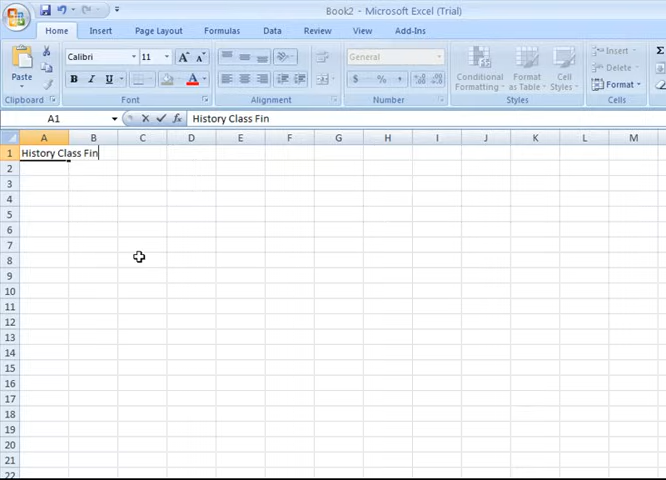 Book2 - Microsoft Excel (Trial)
Home Insert Page Layout Formulas Data Review View Add-Ins
Calibri 11 A A General Insert Σ
Paste B I U A $ % , Conditional Formatting Format as Table Cell Styles Delete
Format
Clipboard Font Alignment Number Styles Cells
A1 fx History Class Fin
A B C D E F G H I J K L M
1 History Class Fin
2
3
4
5
6
7
8
9
10
11
12
13
14
15
16
17
18
19
20
21
22